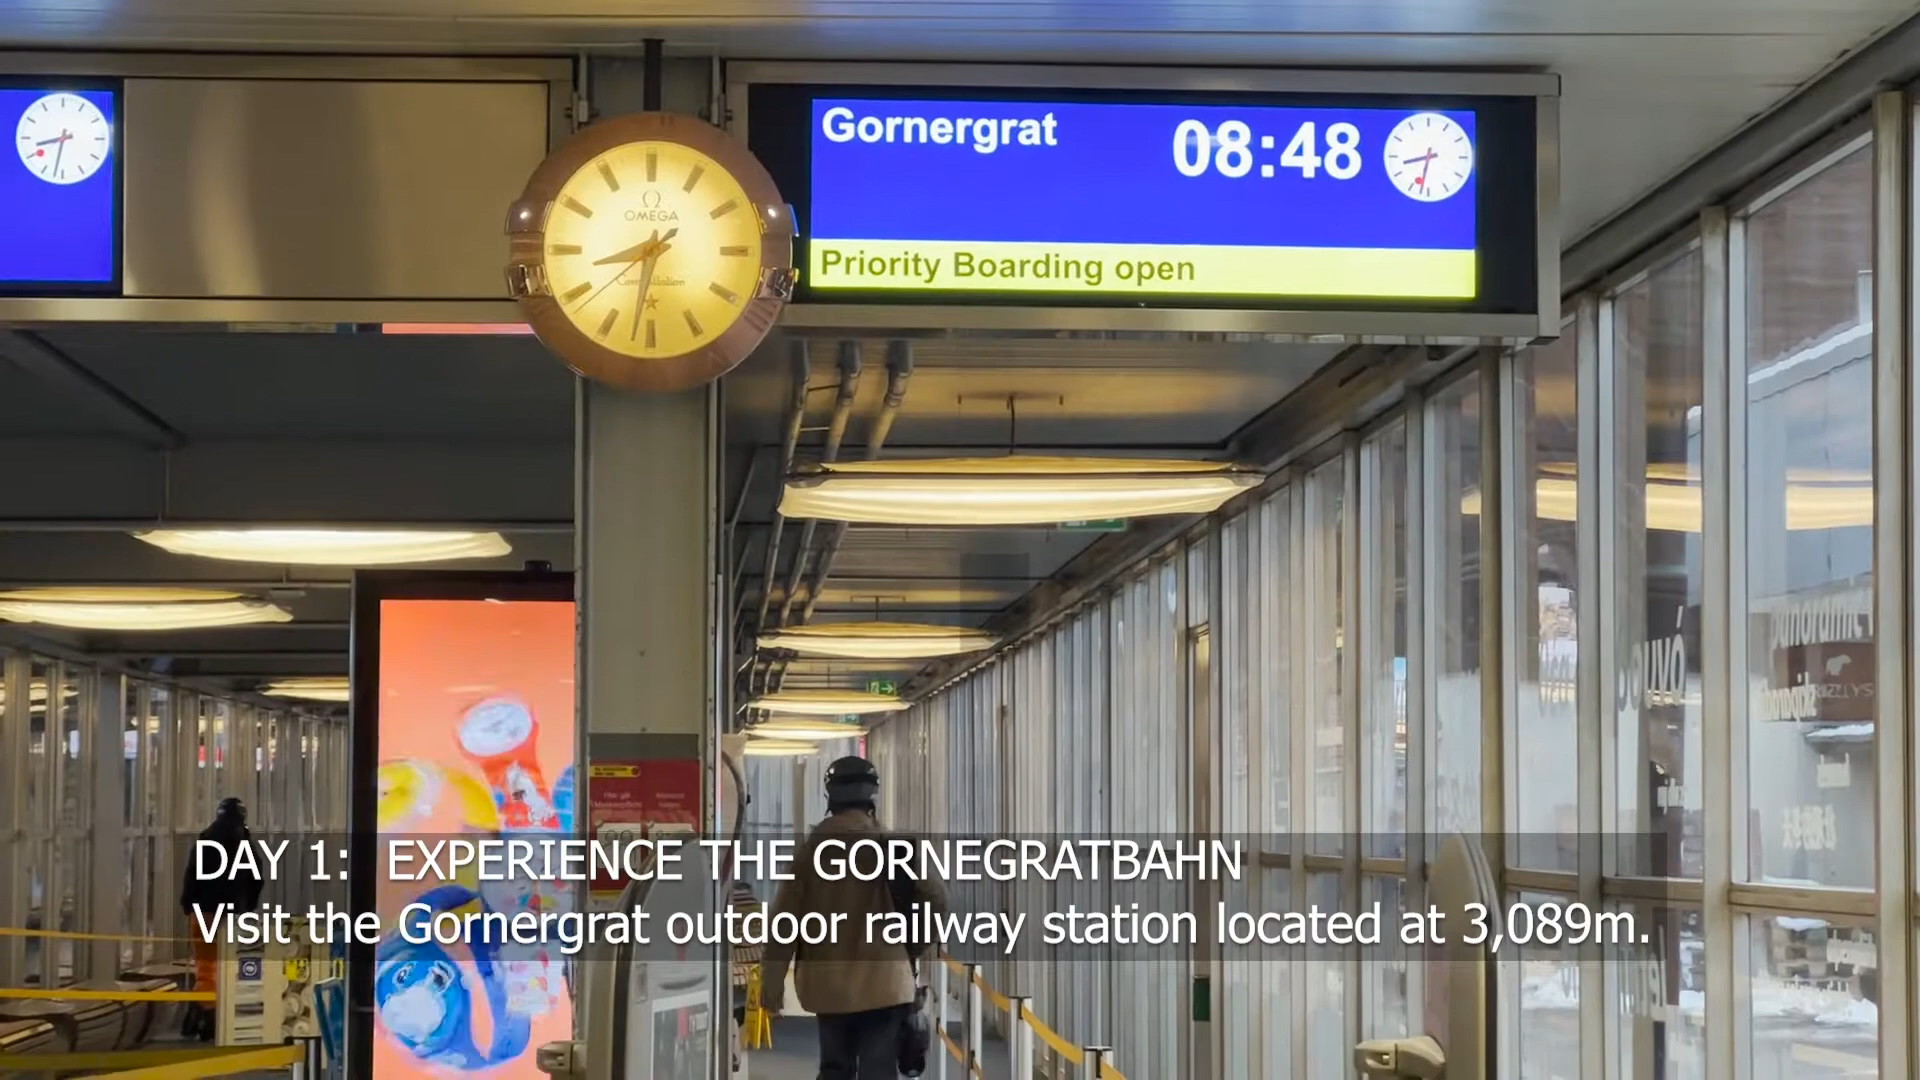 Gornergrat 08:48
Priority Boarding open
OMEGA
DAY 1: EXPERIENCE THE GORNEGRATBAHN
Visit the Gornergrat outdoor railway station located at 3,089m.
panoramic